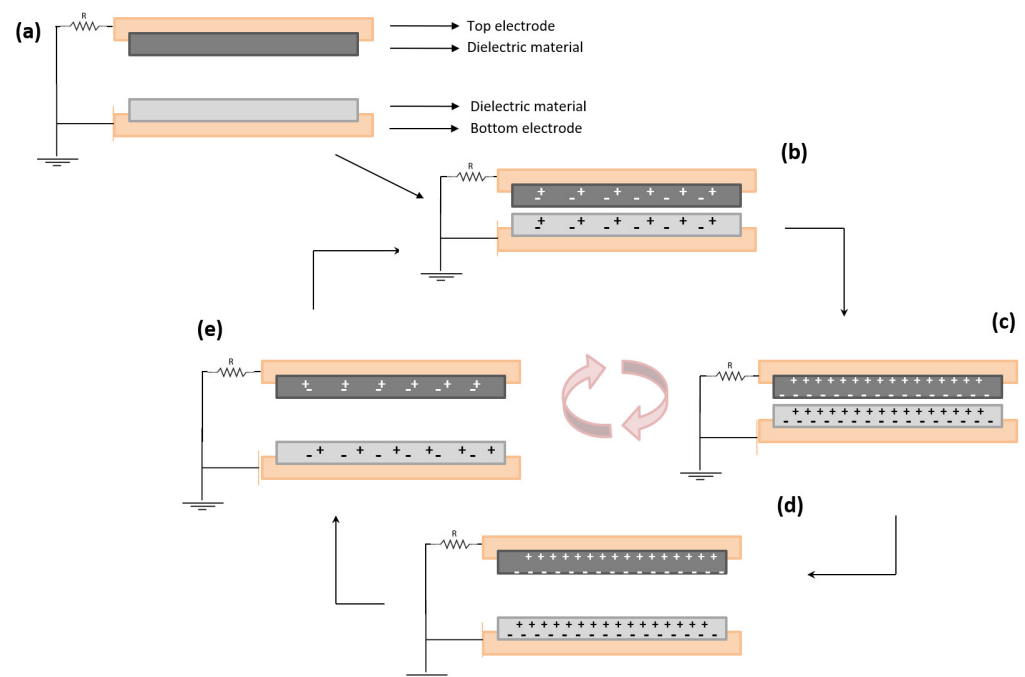 (a)
R
Top electrode
Dielectric material
Dielectric material
Bottom electrode
(b)
R
+ + + + + +
- - - - - -
+ + + + + +
- - - - - -
(e)
R
+ + + + + +
- - - - - -
+ + + + + +
- - - - - -
(c)
R
+ + + + + + + + + + + + + + + +
- - - - - - - - - - - - - - -
+ + + + + + + + + + + + + + + +
- - - - - - - - - - - - - - -
(d)
R
+ + + + + + + + + + + + + + + +
- - - - - - - - - - - - - - - -
+ + + + + + + + + + + + + + + +
- - - - - - - - - - - - - -